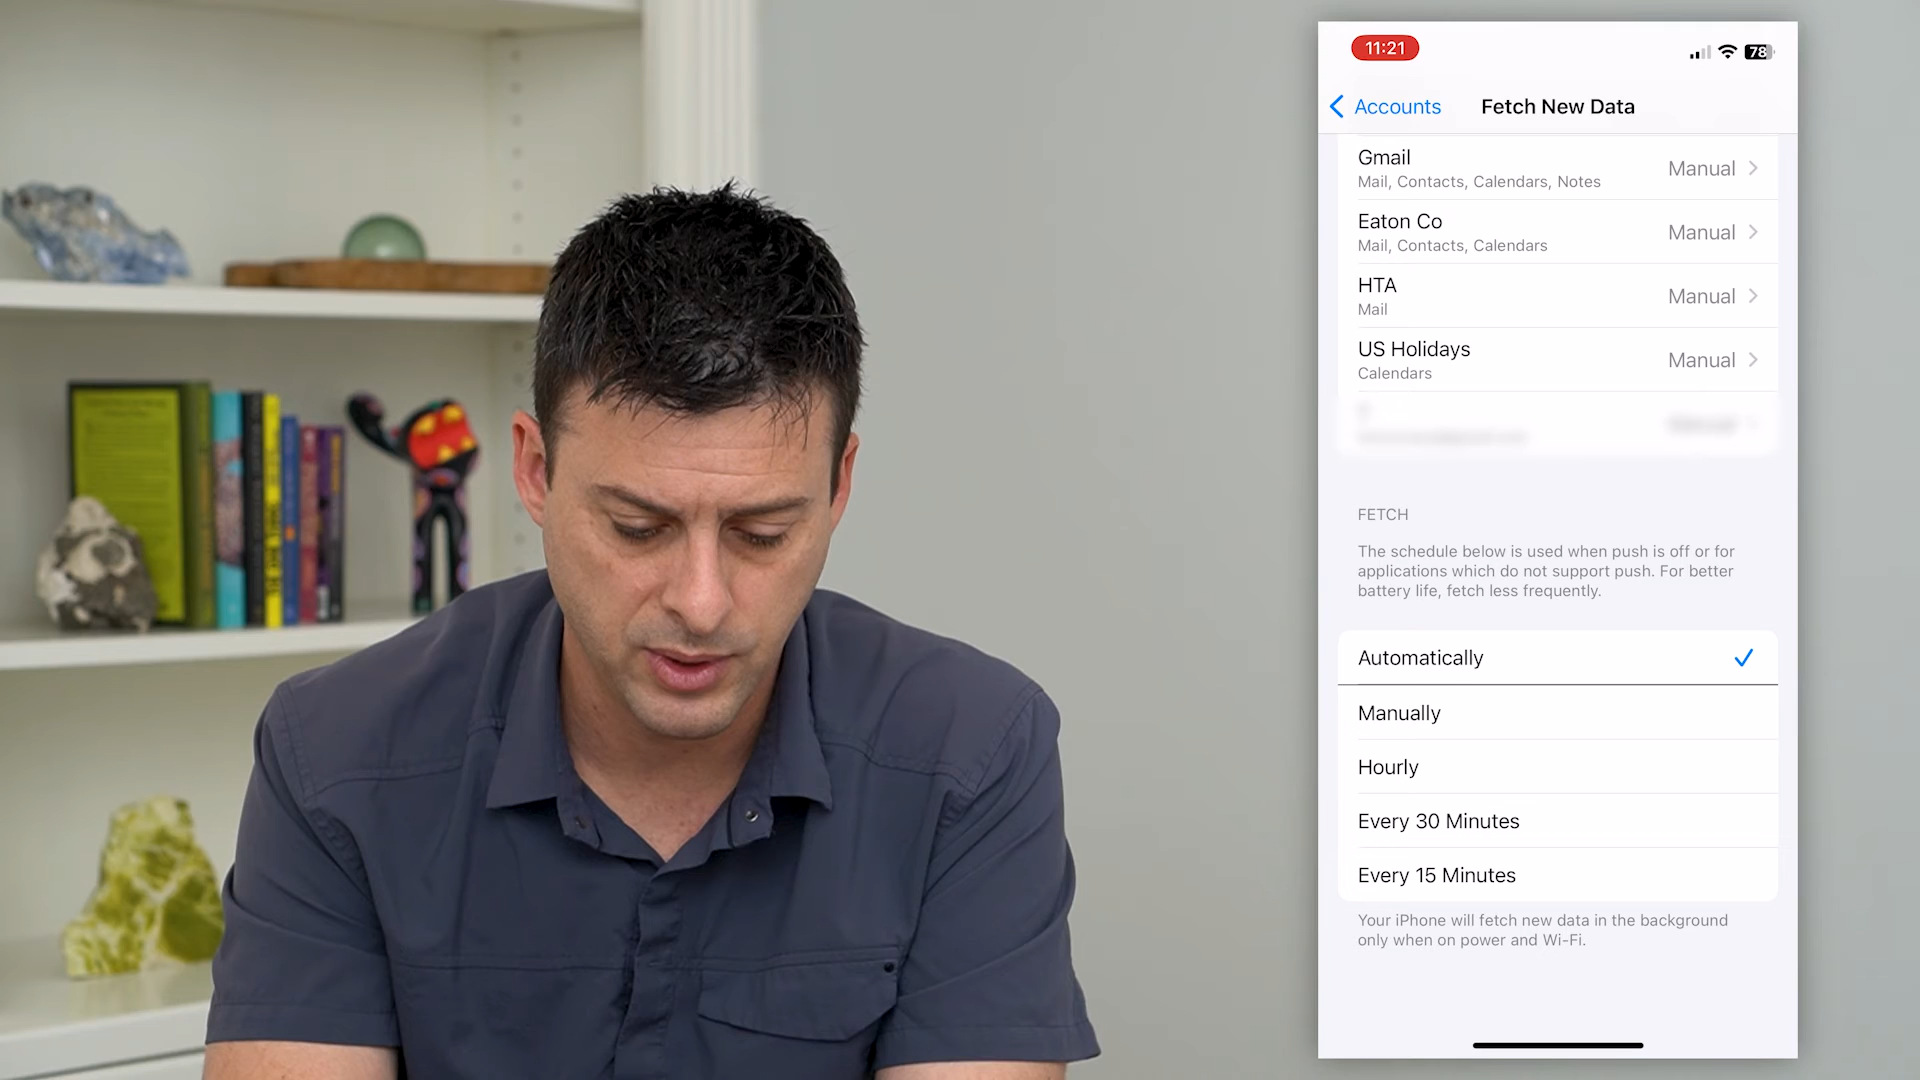 11:21
78
Accounts
Fetch New Data
Gmail
Manual
Mail, Contacts, Calendars, Notes
Eaton Co
Manual
Mail, Contacts, Calendars
HTA
Manual
Mail
US Holidays
Manual
Calendars
FETCH
The schedule below is used when push is off or for
applications which do not support push. For better
battery life, fetch less frequently.
Automatically
Manually
Hourly
Every 30 Minutes
Every 15 Minutes
Your iPhone will fetch new data in the background
only when on power and Wi-Fi.